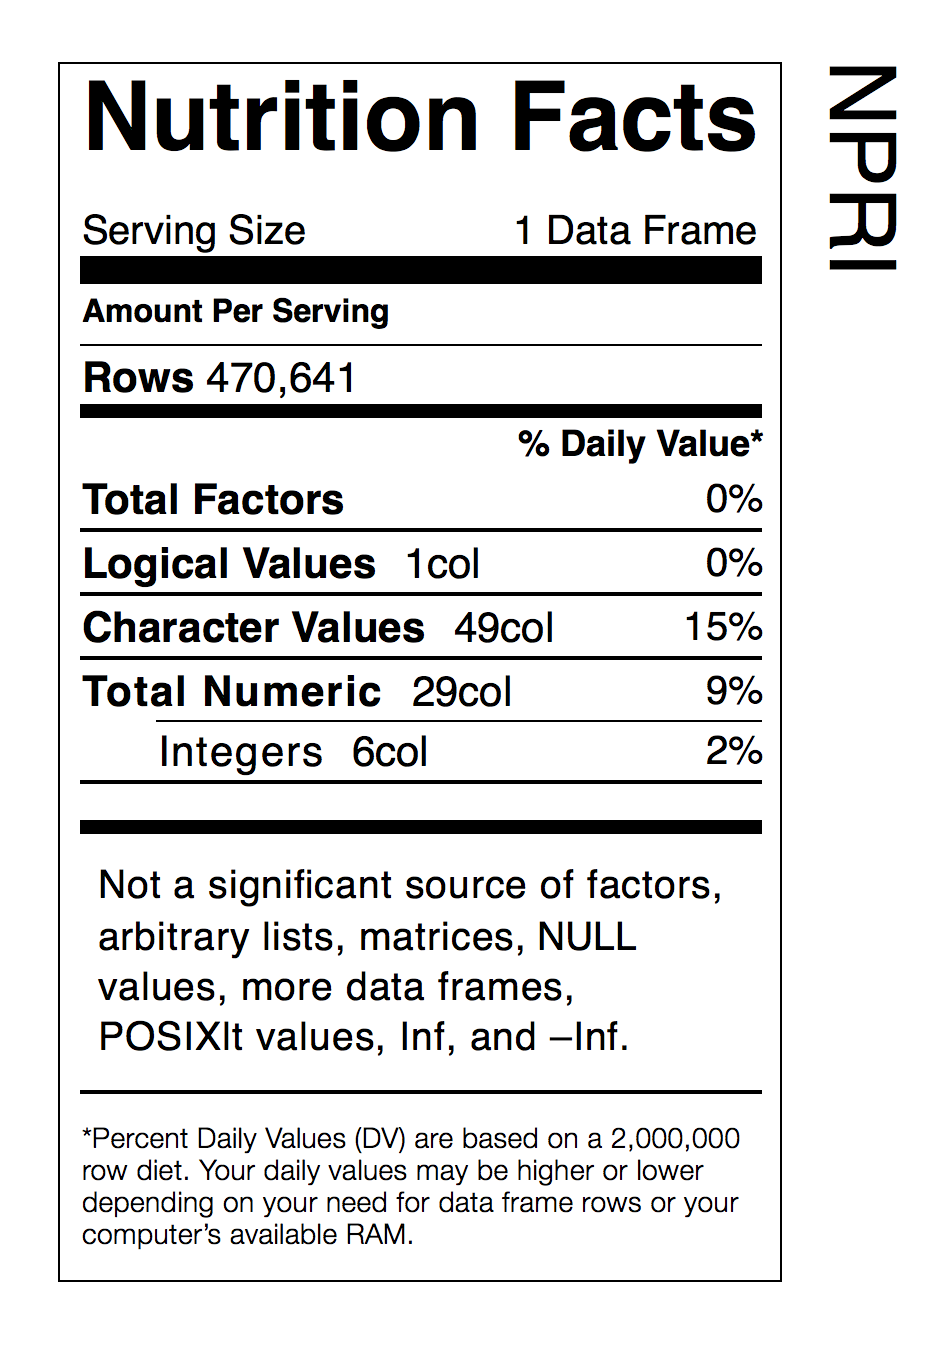 Nutrition Facts
Serving Size 1 Data Frame
Amount Per Serving
Rows 470,641
% Daily Value*
Total Factors 0%
Logical Values 1col 0%
Character Values 49col 15%
Total Numeric 29col 9%
Integers 6col 2%
Not a significant source of factors,
arbitrary lists, matrices, NULL
values, more data frames,
POSIXlt values, Inf, and –Inf.
*Percent Daily Values (DV) are based on a 2,000,000
row diet. Your daily values may be higher or lower
depending on your need for data frame rows or your
computer’s available RAM.
NPRI